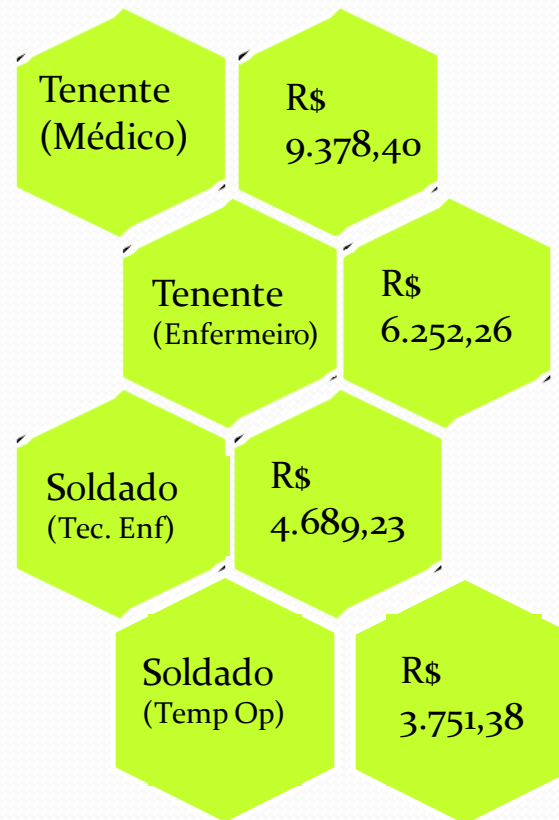 Tenente
(Médico)
R$
9.378,40
Tenente
(Enfermeiro)
R$
6.252,26
Soldado
(Tec. Enf)
R$
4.689,23
Soldado
(Temp Op)
R$
3.751,38